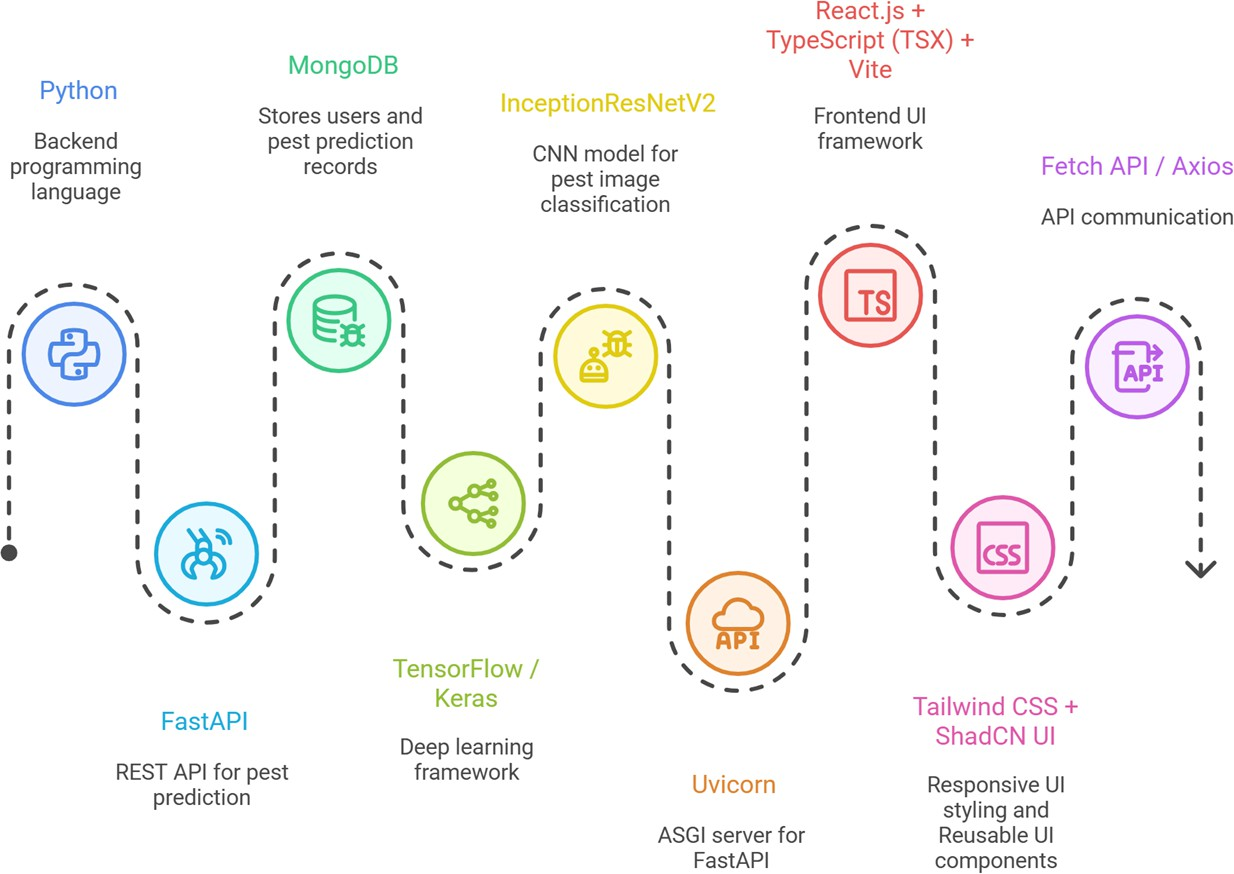 Python
Backend
programming
language
FastAPI
REST API for pest
prediction
MongoDB
Stores users and
pest prediction
records
TensorFlow /
Keras
Deep learning
framework
InceptionResNetV2
CNN model for
pest image
classification
API
Uvicorn
ASGI server for
FastAPI
React.js +
TypeScript (TSX) +
Vite
Frontend UI
framework
TS
CSS
Tailwind CSS +
ShadCN UI
Responsive UI
styling and
Reusable UI
components
Fetch API / Axios
API communication
API